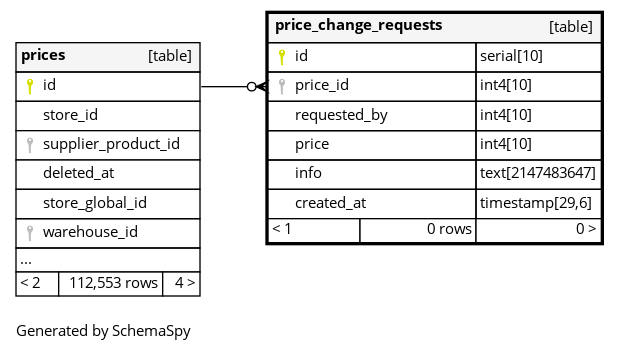 prices [table]
id
store_id
supplier_product_id
deleted_at
store_global_id
warehouse_id
...
< 2 112,553 rows 4 >
price_change_requests [table]
id serial[10]
price_id int4[10]
requested_by int4[10]
price int4[10]
info text[2147483647]
created_at timestamp[29,6]
< 1 0 rows 0 >
Generated by SchemaSpy